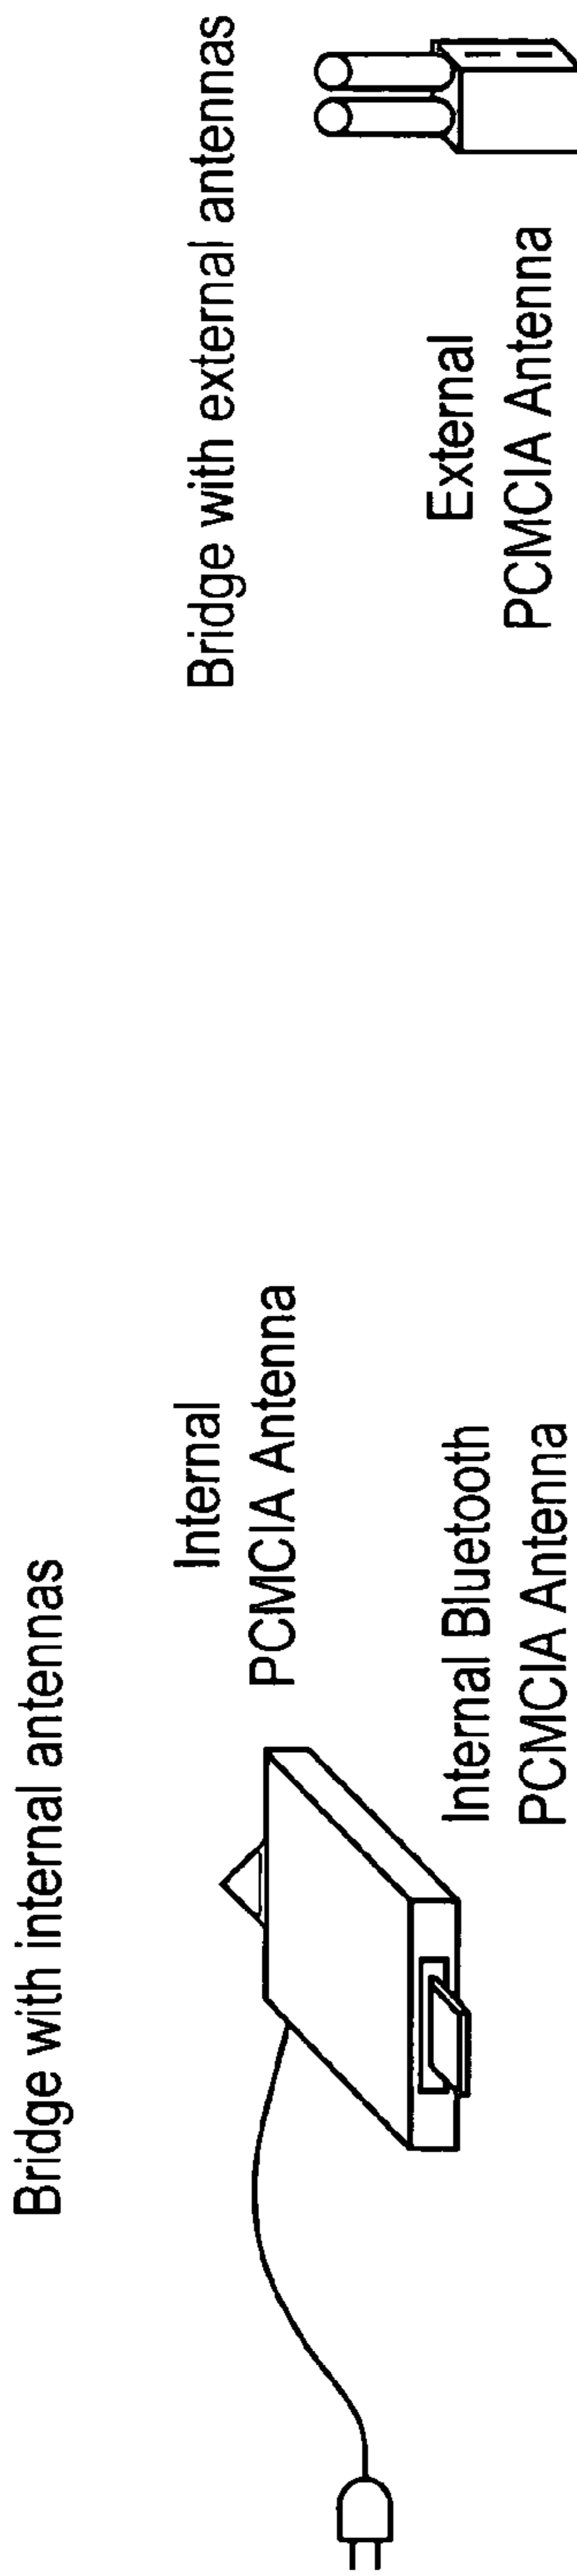 Bridge with internal antennas
Internal
PCMCIA Antenna
Internal Bluetooth
PCMCIA Antenna
Bridge with external antennas
External
PCMCIA Antenna